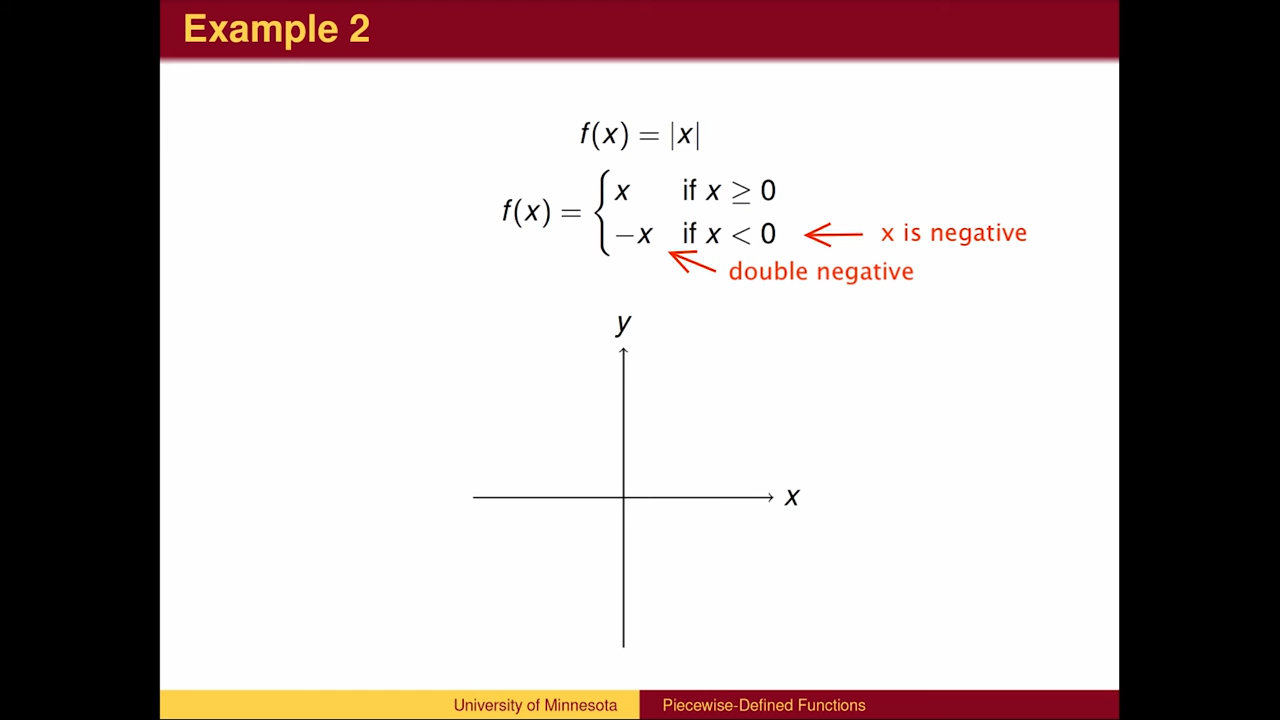 Example 2
f(x) = |x|
f(x) = { x if x ≥ 0
−x if x < 0
x is negative
double negative
y
x
University of Minnesota Piecewise-Defined Functions